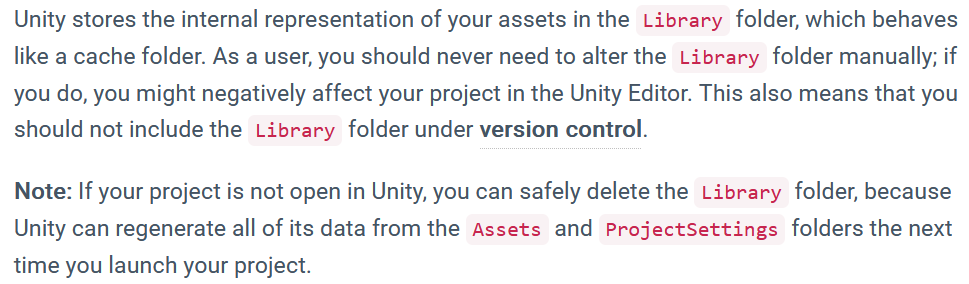 Unity stores the internal representation of your assets in the Library folder, which behaves
like a cache folder. As a user, you should never need to alter the Library folder manually; if
you do, you might negatively affect your project in the Unity Editor. This also means that you
should not include the Library folder under version control.
Note: If your project is not open in Unity, you can safely delete the Library folder, because
Unity can regenerate all of its data from the Assets and ProjectSettings folders the next
time you launch your project.